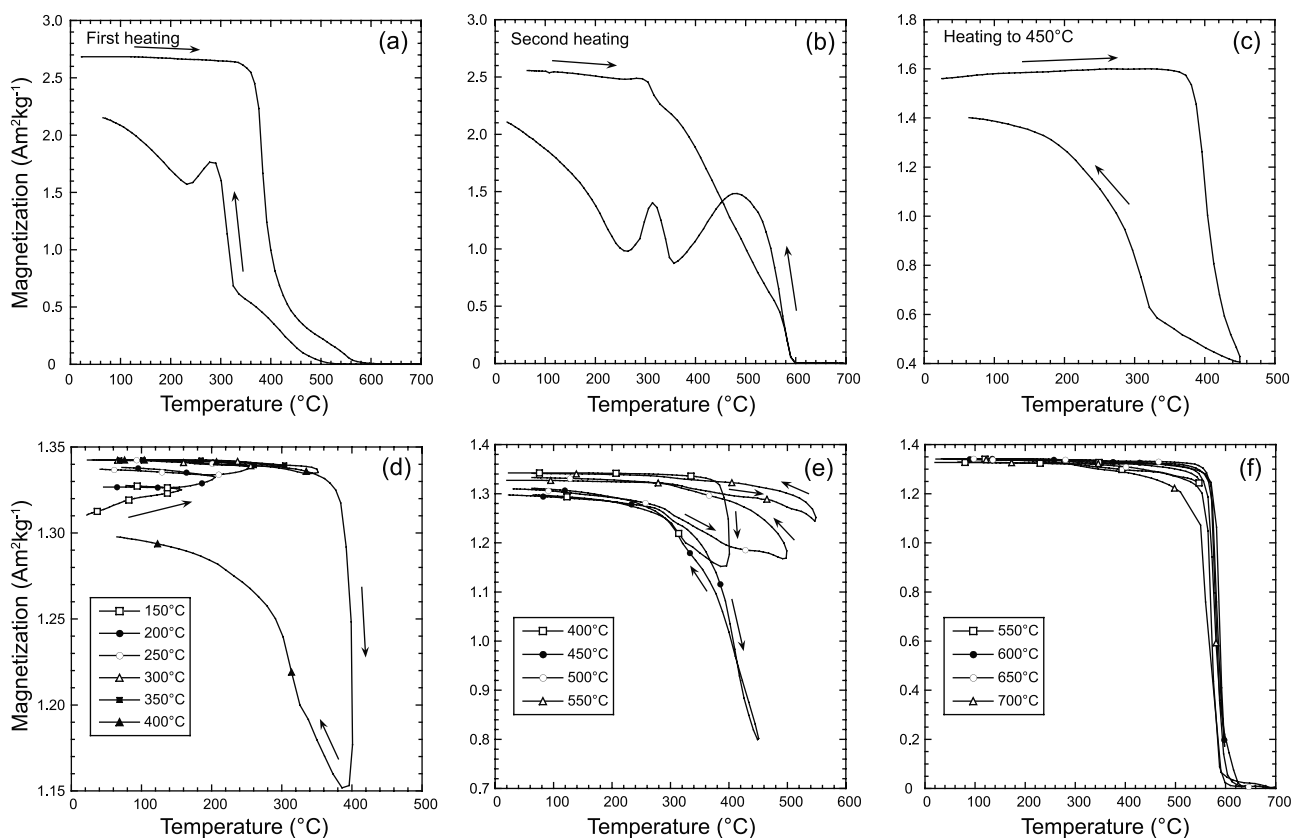 First heating
(a)
Magnetization (Am²kg⁻¹)
3.0
2.5
2.0
1.5
1.0
0.5
0
0 100 200 300 400 500 600 700
Temperature (°C)
Second heating
(b)
3.0
2.5
2.0
1.5
1.0
0.5
0
0 100 200 300 400 500 600 700
Temperature (°C)
Heating to 450°C
(c)
1.8
1.6
1.4
1.2
1.0
0.8
0.6
0.4
0 100 200 300 400 500
Temperature (°C)
(d)
Magnetization (Am²kg⁻¹)
1.35
1.30
1.25
1.20
1.15
150°C
200°C
250°C
300°C
350°C
400°C
0 100 200 300 400 500
Temperature (°C)
(e)
1.4
1.3
1.2
1.1
1.0
0.9
0.8
0.7
400°C
450°C
500°C
550°C
0 100 200 300 400 500 600
Temperature (°C)
(f)
1.4
1.2
1.0
0.8
0.6
0.4
0.2
0
550°C
600°C
650°C
700°C
0 100 200 300 400 500 600 700
Temperature (°C)